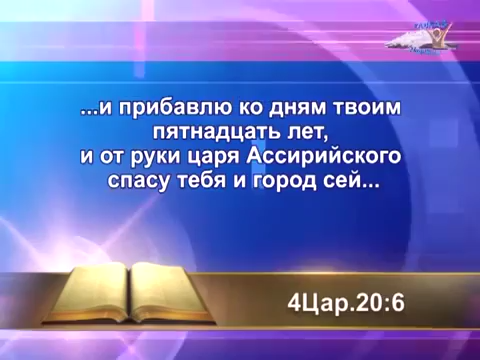 ...и прибавлю ко дням твоим
пятнадцать лет,
и от руки царя Ассирийского
спасу тебя и город сей...
4Цар.20:6